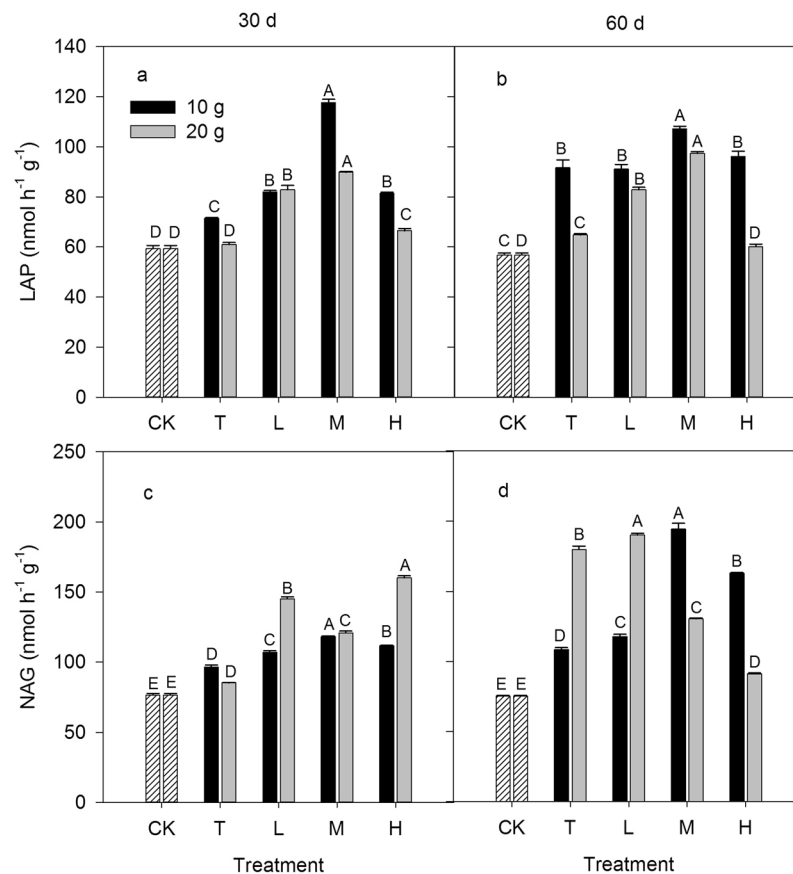 30 d
60 d
LAP (nmol h⁻¹ g⁻¹)
140
120
100
80
60
40
20
0
a
10 g
20 g
D D
C
D
B B
A
A
B
C
CK T L M H
b
C D
B
C
B
B
A
A
B
D
CK T L M H
NAG (nmol h⁻¹ g⁻¹)
250
200
150
100
50
0
c
E E
D
D
C
B
A C
B
A
CK T L M H
Treatment
d
E E
D
B
C
A
A
C
B
D
CK T L M H
Treatment